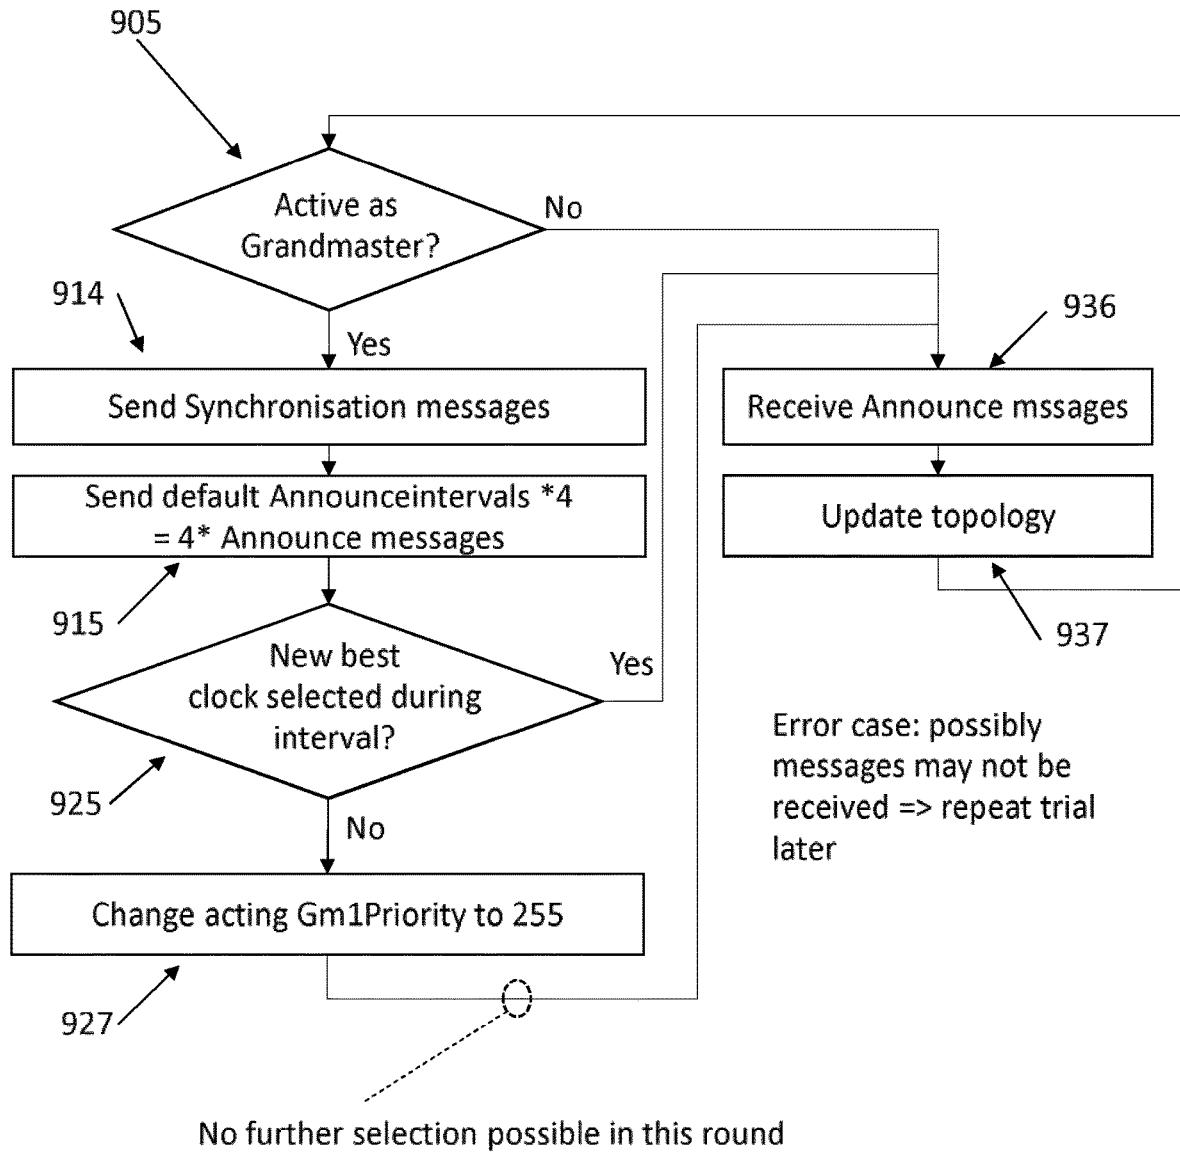 905
Active as
Grandmaster?
No
914
936
Yes
Send Synchronisation messages
Receive Announce mssages
Send default Announceintervals *4
= 4* Announce messages
Update topology
915
937
New best
clock selected during
interval?
Yes
925
Error case: possibly
messages may not be
received => repeat trial
later
No
Change acting Gm1Priority to 255
927
No further selection possible in this round